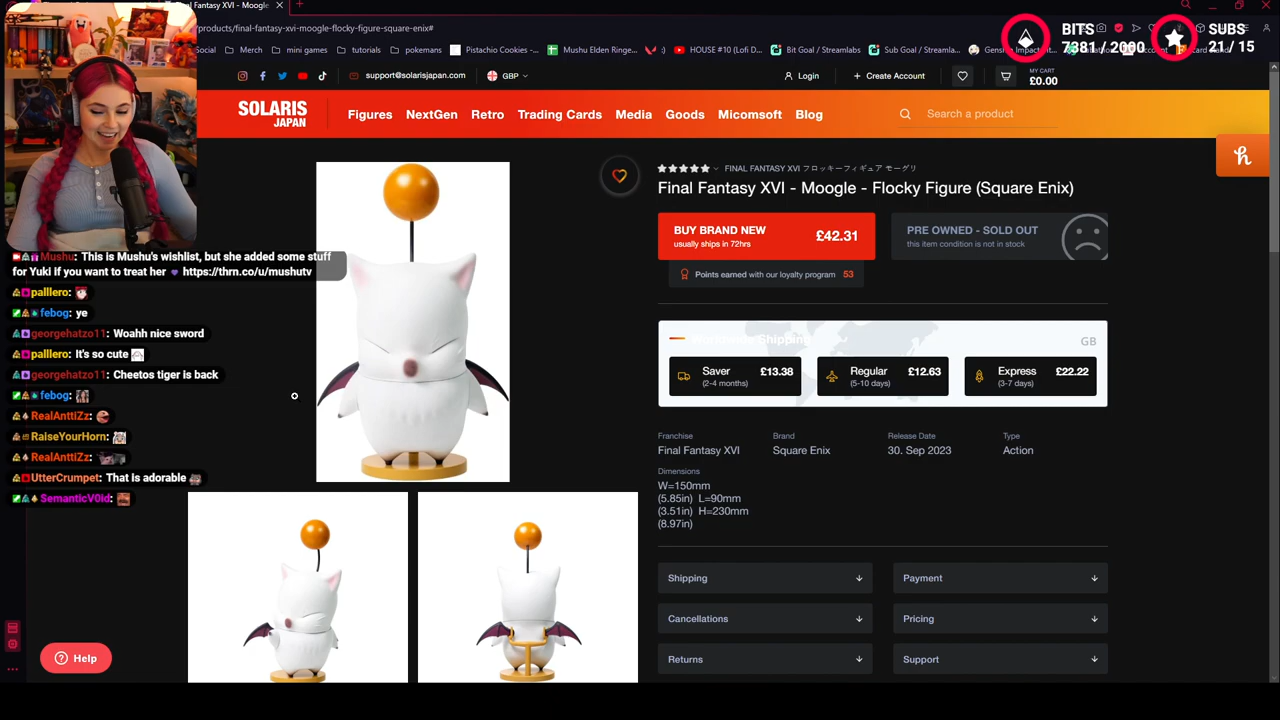 Final Fantasy XVI - Moogle
/products/final-fantasy-xvi-moogle-flocky-figure-square-enix#
Social
Merch
mini games
tutorials
pokemans
Pistachio Cookies -...
Mushu Elden Ringe...
HOUSE #10 (Lofi D...
Bit Goal / Streamlabs
Sub Goal / Streamla...
BITS
7381 / 2000
SUBS
21 / 15
support@solarisjapan.com
GBP
Login
Create Account
MY CART
£0.00
SOLARIS
JAPAN
Figures
NextGen
Retro
Trading Cards
Media
Goods
Micomsoft
Blog
Search a product
FINAL FANTASY XVI フロッキーフィギュア モーグリ
Final Fantasy XVI - Moogle - Flocky Figure (Square Enix)
BUY BRAND NEW
usually ships in 72hrs
£42.31
PRE OWNED - SOLD OUT
this item condition is not in stock
Points earned with our loyalty program 53
Worldwide Shipping
GB
Saver
(2-4 months)
£13.38
Regular
(5-10 days)
£12.63
Express
(3-7 days)
£22.22
Franchise
Final Fantasy XVI
Brand
Square Enix
Release Date
30. Sep 2023
Type
Action
Dimensions
W=150mm
(5.85in) L=90mm
(3.51in) H=230mm
(8.97in)
Shipping
Payment
Cancellations
Pricing
Returns
Support
Mushu: This is Mushu's wishlist, but she added some stuff
for Yuki if you want to treat her https://thrn.co/u/mushutv
palllero:
febog: ye
georgehatzo11: Woahh nice sword
palllero: It's so cute
georgehatzo11: Cheetos tiger is back
febog:
RealAnttiZz:
RaiseYourHorn:
RealAnttiZz:
UtterCrumpet: That is adorable
SemanticV0id:
Help